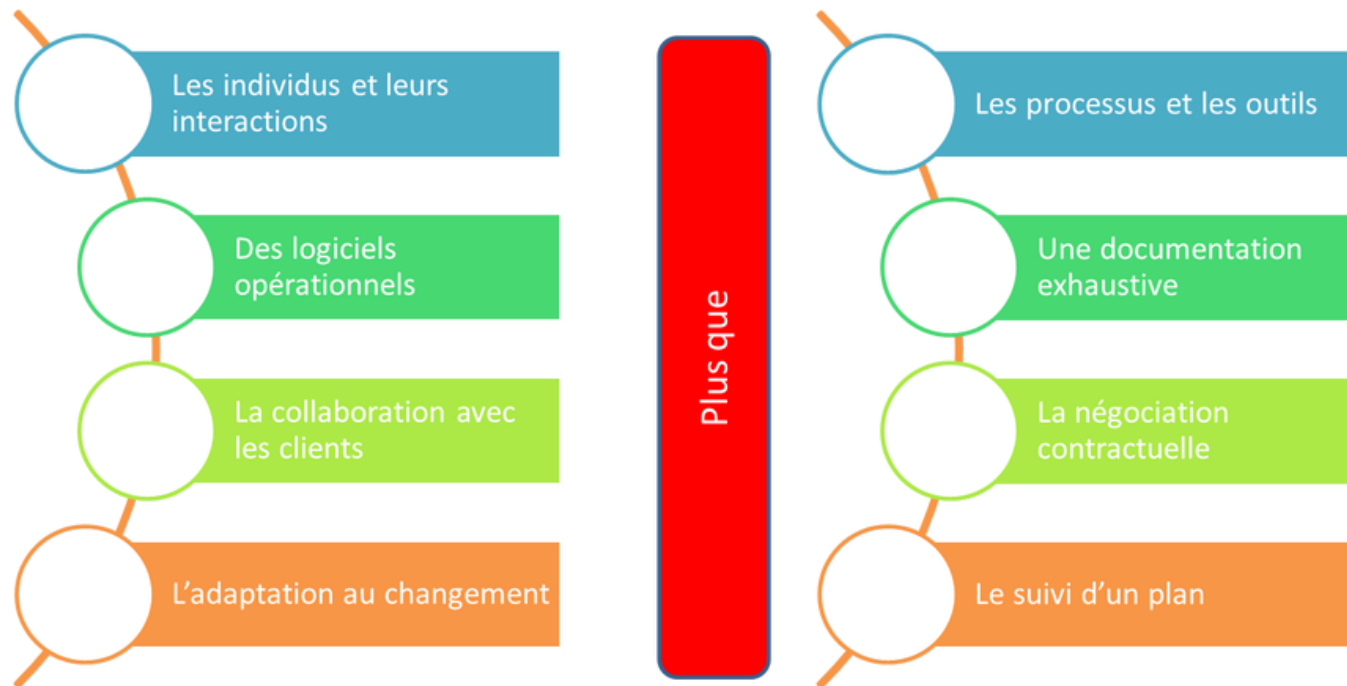 Les individus et leurs
interactions
Des logiciels
opérationnels
La collaboration avec
les clients
L’adaptation au changement
Plus que
Les processus et les outils
Une documentation
exhaustive
La négociation
contractuelle
Le suivi d’un plan